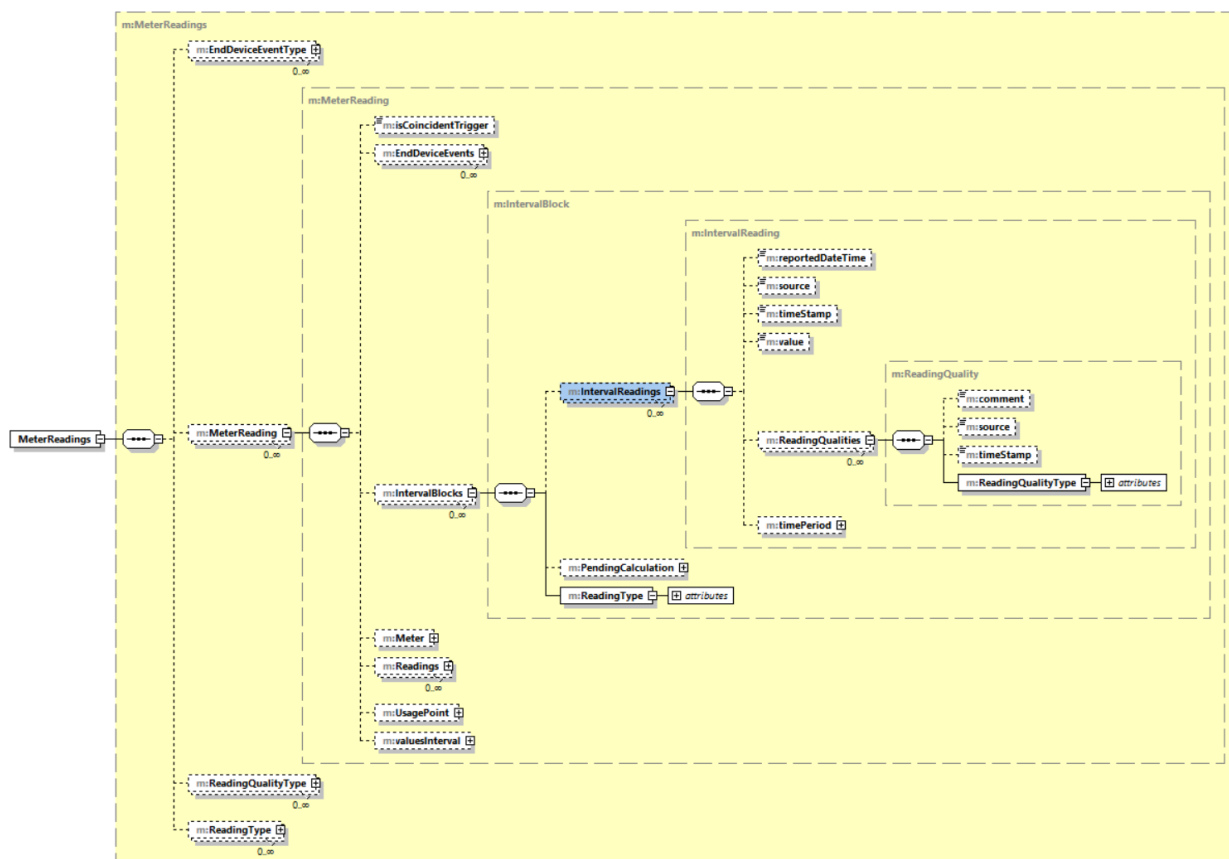 m:MeterReadings
m:EndDeviceEventType
0..∞
m:MeterReading
m:isCoincidentTrigger
m:EndDeviceEvents
0..∞
m:IntervalBlock
m:IntervalReading
m:reportedDateTime
m:source
m:timeStamp
m:value
m:ReadingQuality
m:IntervalReadings
0..∞
m:comment
m:source
m:timeStamp
m:ReadingQualityType
attributes
m:ReadingQualities
0..∞
MeterReadings
m:MeterReading
0..∞
m:IntervalBlocks
0..∞
m:timePeriod
m:PendingCalculation
m:ReadingType
attributes
m:Meter
m:Readings
0..∞
m:UsagePoint
m:valuesInterval
m:ReadingQualityType
0..∞
m:ReadingType
0..∞